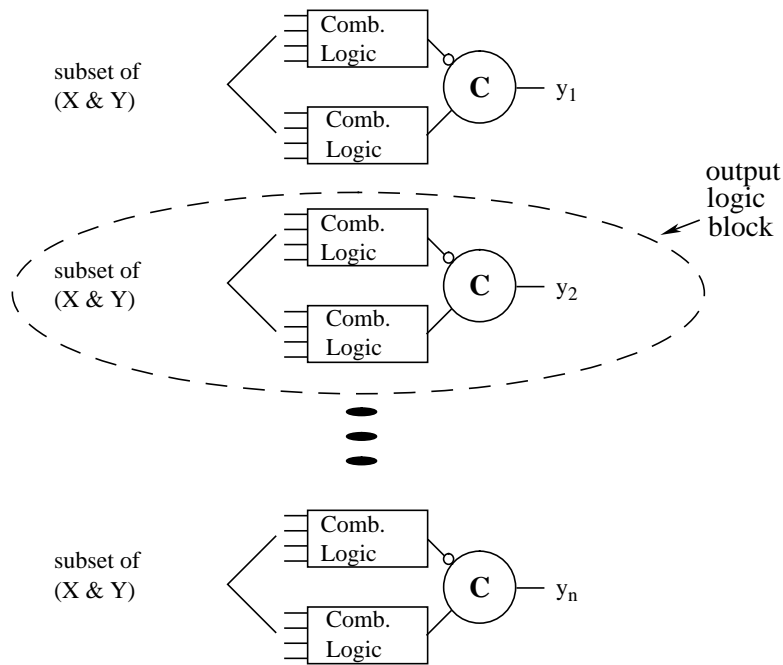 Comb.
Logic
subset of
(X & Y)
C
y1
Comb.
Logic
output
logic
block
Comb.
Logic
subset of
(X & Y)
C
y2
Comb.
Logic
Comb.
Logic
subset of
(X & Y)
C
yn
Comb.
Logic